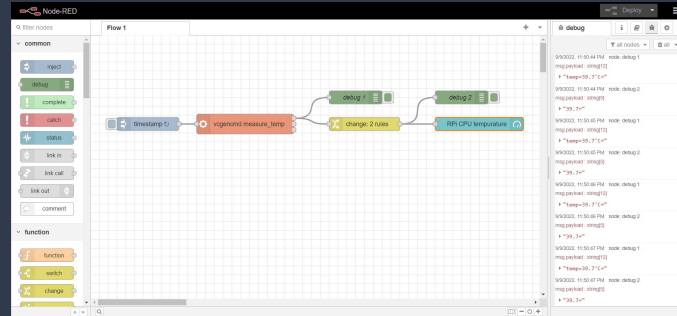 Node-RED
Deploy
filter nodes
Flow 1
debug
i
common
all nodes
all
inject
debug
complete
catch
status
link in
link call
link out
comment
function
function
switch
change
timestamp ↻
vcgencmd measure_temp
debug 1
change: 2 rules
debug 2
RPi CPU tempurature
9/9/2022, 11:50:44 PM node: debug 1
msg.payload : string[12]
"temp=39.7'C↵"
9/9/2022, 11:50:44 PM node: debug 2
msg.payload : string[5]
"39.7↵"
9/9/2022, 11:50:45 PM node: debug 1
msg.payload : string[12]
"temp=39.7'C↵"
9/9/2022, 11:50:45 PM node: debug 2
msg.payload : string[5]
"39.7↵"
9/9/2022, 11:50:46 PM node: debug 1
msg.payload : string[12]
"temp=39.7'C↵"
9/9/2022, 11:50:46 PM node: debug 2
msg.payload : string[5]
"39.7↵"
9/9/2022, 11:50:47 PM node: debug 1
msg.payload : string[12]
"temp=39.7'C↵"
9/9/2022, 11:50:47 PM node: debug 2
msg.payload : string[5]
"39.7↵"